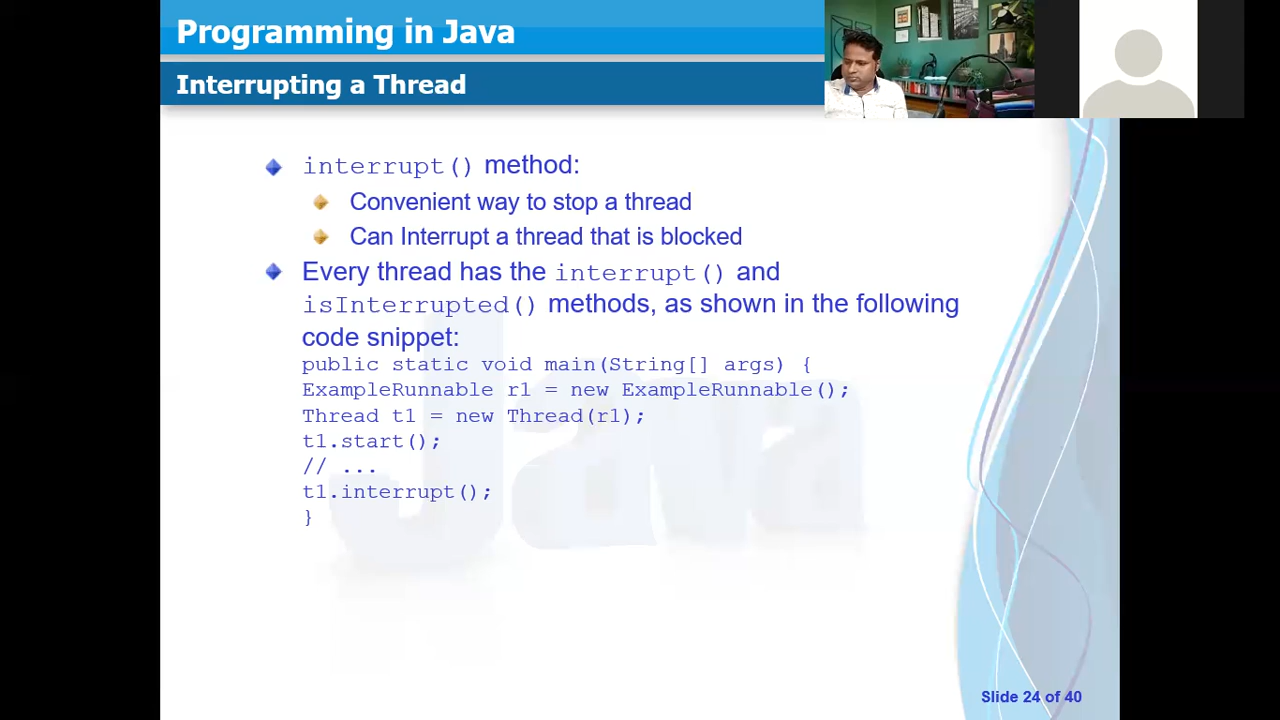 Programming in Java
Interrupting a Thread
interrupt() method:
Convenient way to stop a thread
Can Interrupt a thread that is blocked
Every thread has the interrupt() and
isInterrupted() methods, as shown in the following
code snippet:
public static void main(String[] args) {
ExampleRunnable r1 = new ExampleRunnable();
Thread t1 = new Thread(r1);
t1.start();
// ...
t1.interrupt();
}
Java
Slide 24 of 40